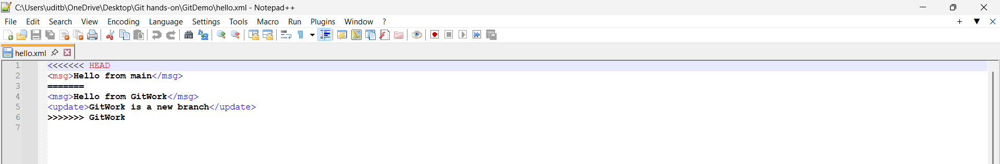 C:\Users\uditb\OneDrive\Desktop\Git hands-on\GitDemo\hello.xml - Notepad++
File Edit Search View Encoding Language Settings Tools Macro Run Plugins Window ?
hello.xml
1 <<<<<<< HEAD
2 <msg>Hello from main</msg>
3 =======
4 <msg>Hello from GitWork</msg>
5 <update>GitWork is a new branch</update>
6 >>>>>>> GitWork
7